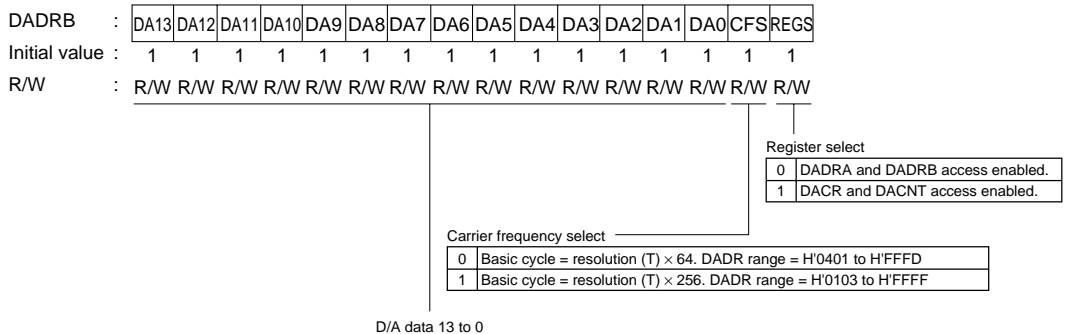 DADRB : DA13 DA12 DA11 DA10 DA9 DA8 DA7 DA6 DA5 DA4 DA3 DA2 DA1 DA0 CFS REGS
Initial value : 1 1 1 1 1 1 1 1 1 1 1 1 1 1 1 1
R/W : R/W R/W R/W R/W R/W R/W R/W R/W R/W R/W R/W R/W R/W R/W R/W R/W
Register select
0 DADRA and DADRB access enabled.
1 DACR and DACNT access enabled.
Carrier frequency select
0 Basic cycle = resolution (T) × 64. DADR range = H'0401 to H'FFFD
1 Basic cycle = resolution (T) × 256. DADR range = H'0103 to H'FFFF
D/A data 13 to 0